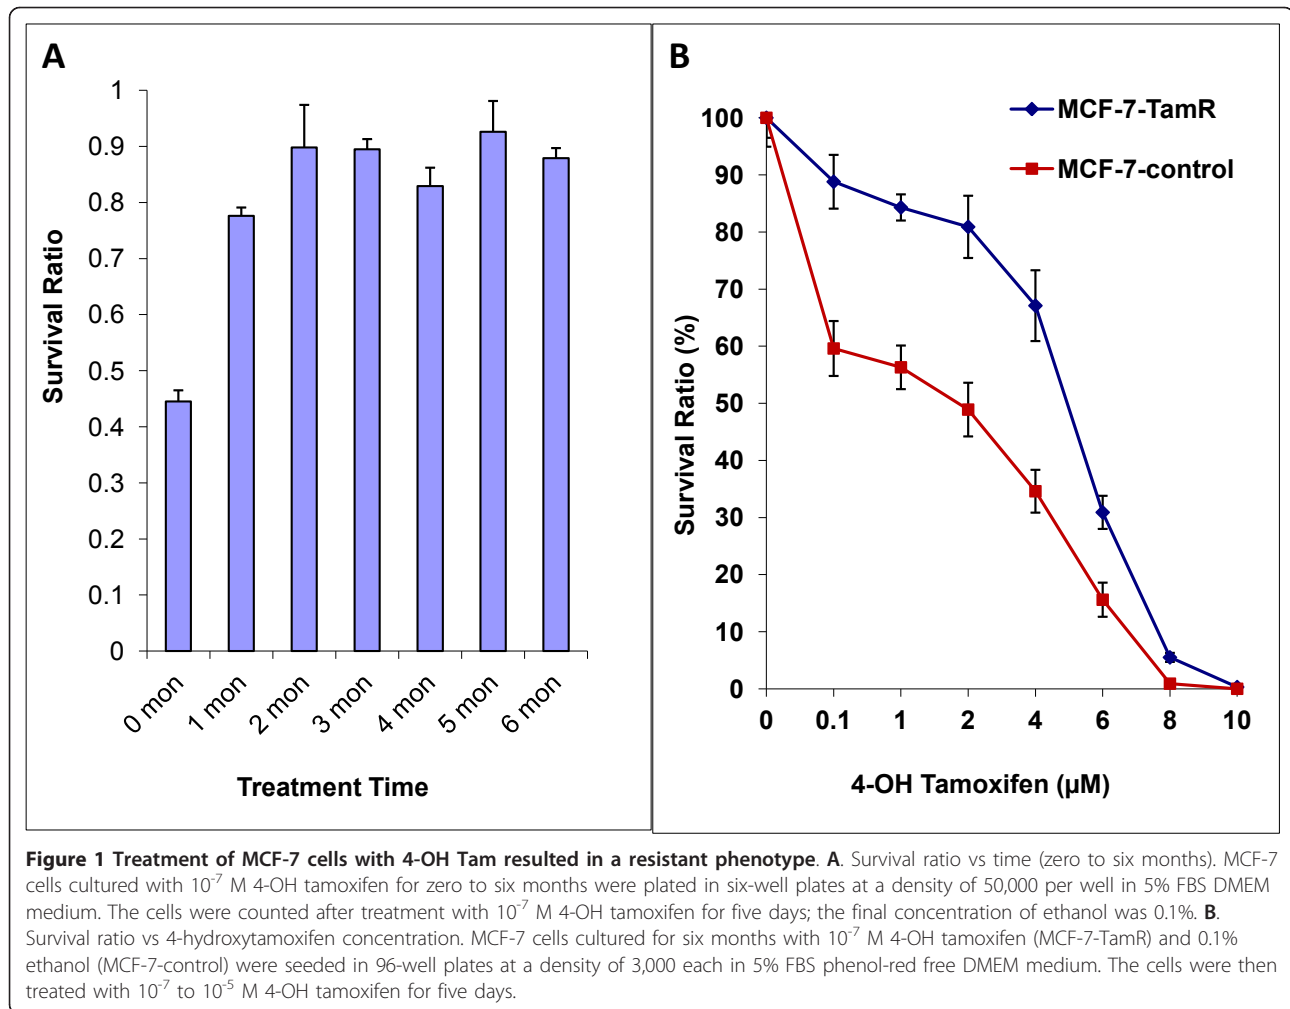 A
1
0.9
0.8
0.7
0.6
0.5
0.4
0.3
0.2
0.1
0
Survival Ratio
0 mon
1 mon
2 mon
3 mon
4 mon
5 mon
6 mon
Treatment Time
B
MCF-7-TamR
MCF-7-control
100
90
80
70
60
50
40
30
20
10
0
Survival Ratio (%)
0 0.1 1 2 4 6 8 10
4-OH Tamoxifen (µM)
Figure 1 Treatment of MCF-7 cells with 4-OH Tam resulted in a resistant phenotype. A. Survival ratio vs time (zero to six months). MCF-7
cells cultured with 10⁻⁷ M 4-OH tamoxifen for zero to six months were plated in six-well plates at a density of 50,000 per well in 5% FBS DMEM
medium. The cells were counted after treatment with 10⁻⁷ M 4-OH tamoxifen for five days; the final concentration of ethanol was 0.1%. B.
Survival ratio vs 4-hydroxytamoxifen concentration. MCF-7 cells cultured for six months with 10⁻⁷ M 4-OH tamoxifen (MCF-7-TamR) and 0.1%
ethanol (MCF-7-control) were seeded in 96-well plates at a density of 3,000 each in 5% FBS phenol-red free DMEM medium. The cells were then
treated with 10⁻⁷ to 10⁻⁵ M 4-OH tamoxifen for five days.